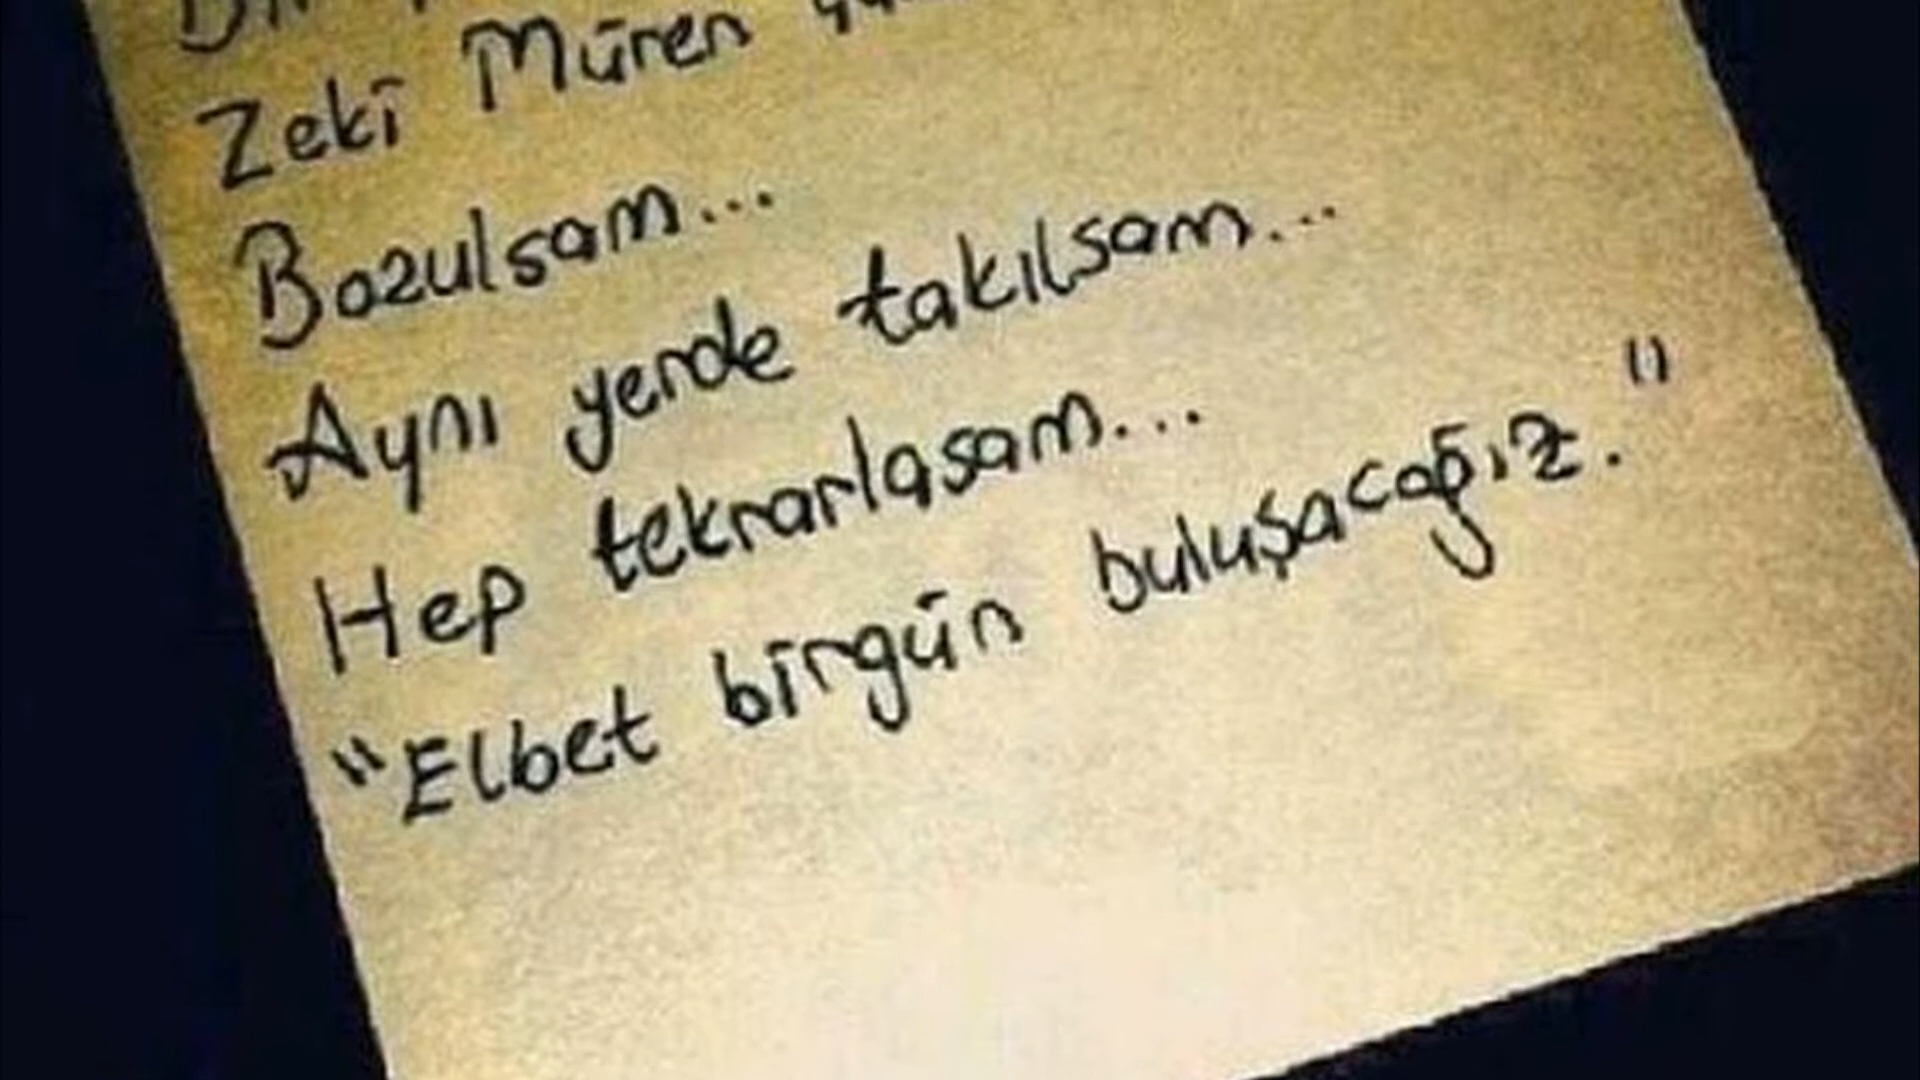 Zeki Müren
Bozulsam...
Aynı yerde takılsam...
Hep tekrarlasam...
"Elbet birgün buluşacağız."